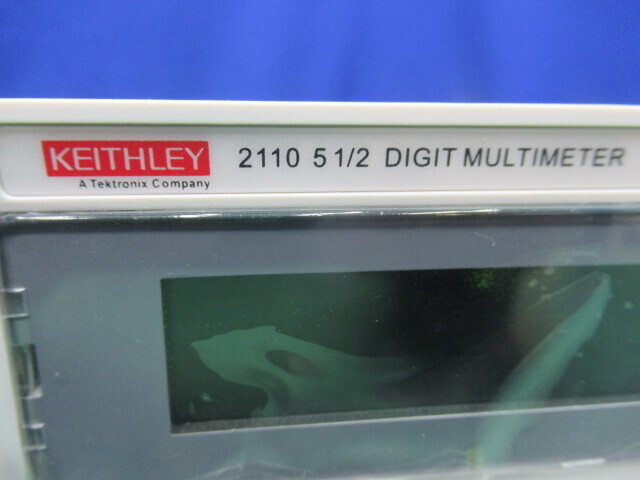 KEITHLEY 2110 5 1/2 DIGIT MULTIMETER
A Tektronix Company